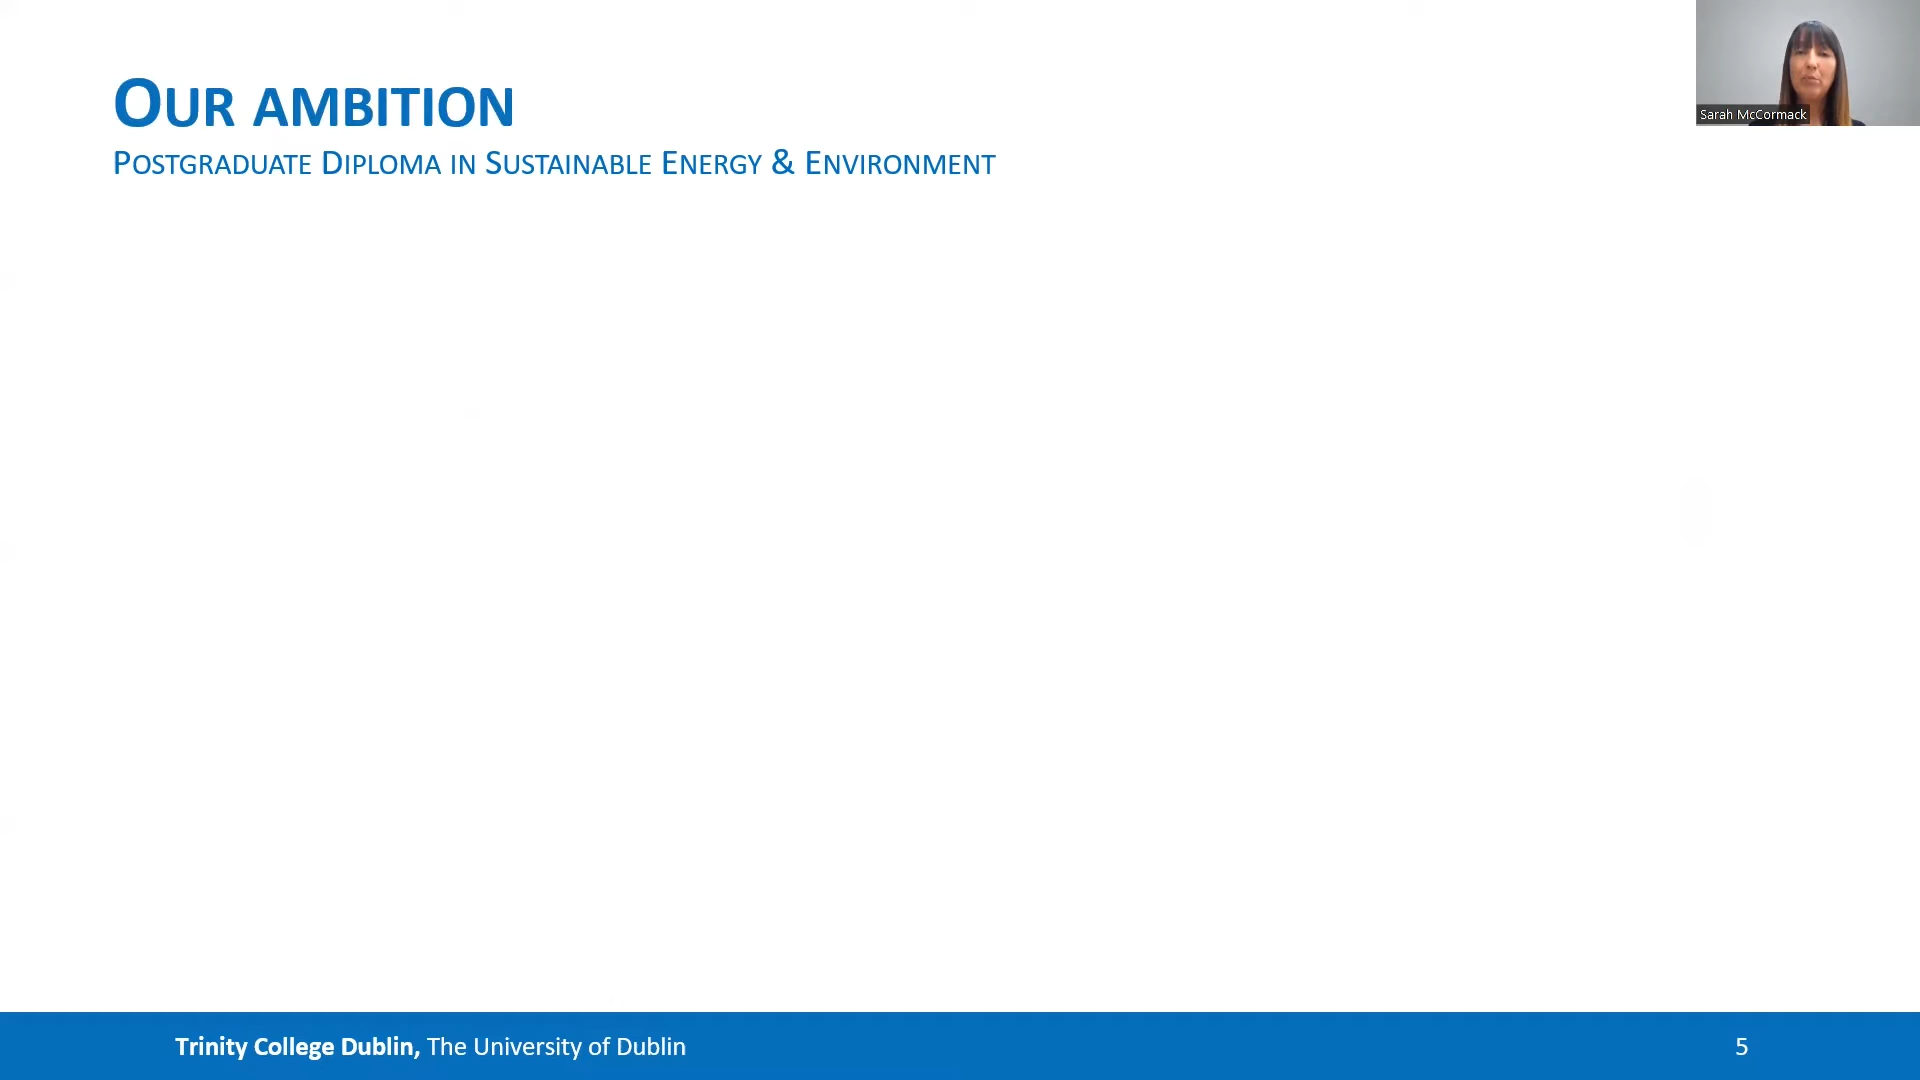 Our ambition
Postgraduate Diploma in Sustainable Energy & Environment
Sarah McCormack
Trinity College Dublin, The University of Dublin
5